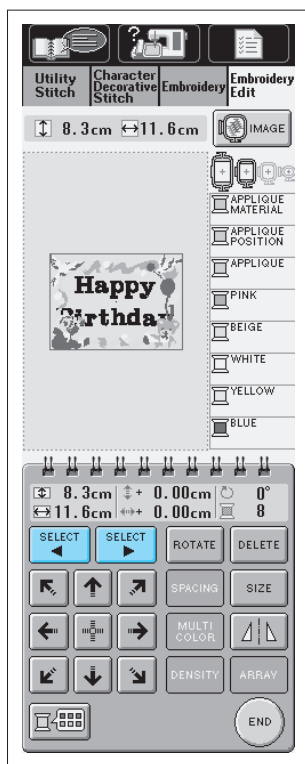 Utility Stitch
Character Decorative Stitch
Embroidery
Embroidery Edit
8.3cm 11.6cm
IMAGE
APPLIQUE MATERIAL
APPLIQUE POSITION
APPLIQUE
PINK
BEIGE
WHITE
YELLOW
BLUE
Happy
Birthday
8.3cm + 0.00cm 0°
11.6cm + 0.00cm 8
SELECT SELECT ROTATE DELETE
SPACING SIZE
MULTI COLOR
DENSITY ARRAY
END